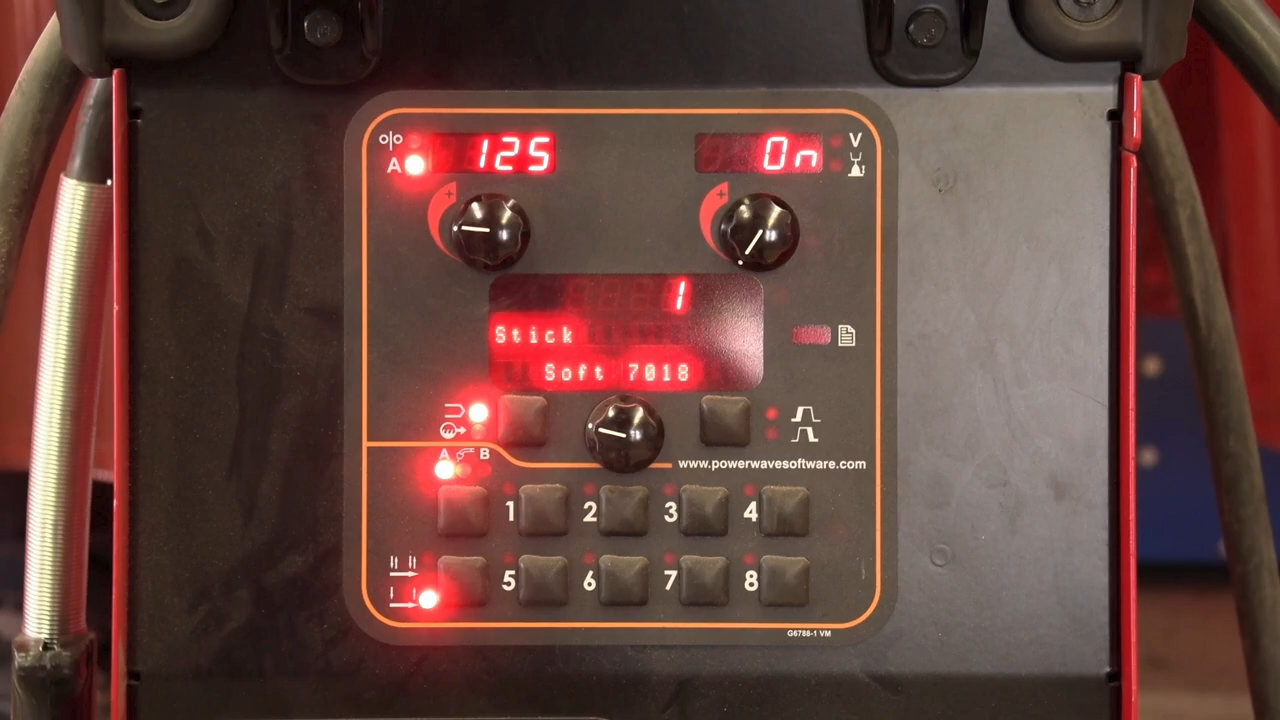 125
On
V
A
1
Stick
Soft 7018
A B
www.powerwavesoftware.com
1 2 3 4
5 6 7 8
G6788-1 VM